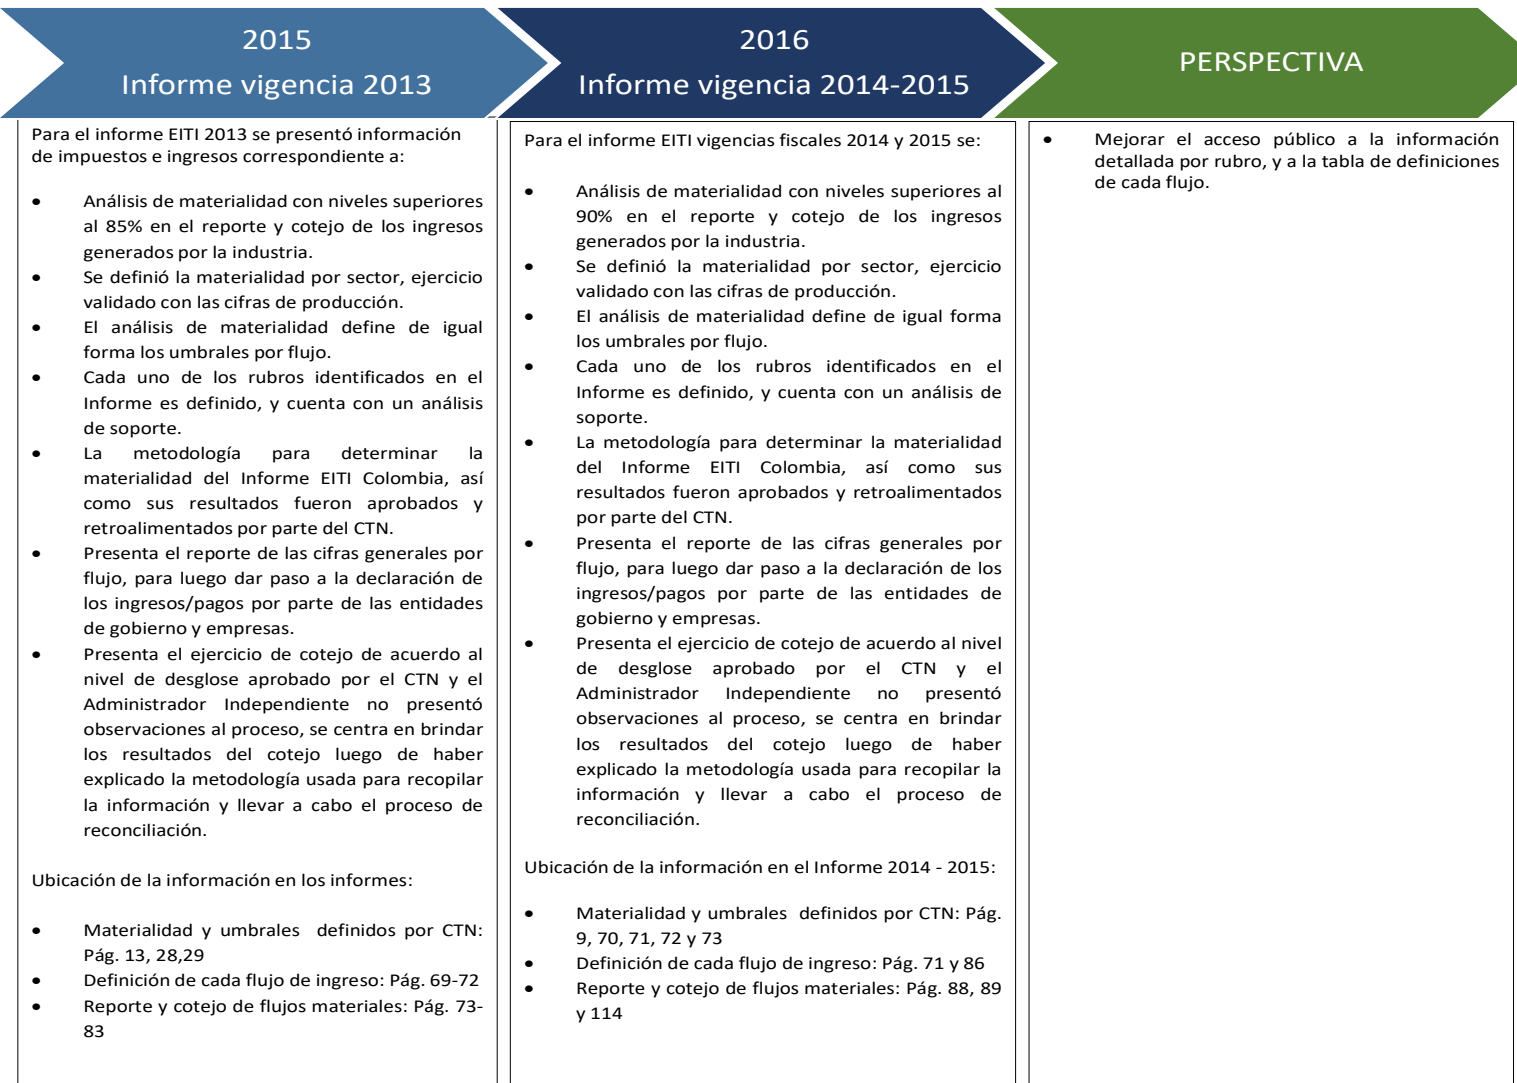 2015
Informe vigencia 2013
2016
Informe vigencia 2014-2015
PERSPECTIVA
Para el informe EITI 2013 se presentó información
de impuestos e ingresos correspondiente a:
• Análisis de materialidad con niveles superiores
al 85% en el reporte y cotejo de los ingresos
generados por la industria.
• Se definió la materialidad por sector, ejercicio
validado con las cifras de producción.
• El análisis de materialidad define de igual
forma los umbrales por flujo.
• Cada uno de los rubros identificados en el
Informe es definido, y cuenta con un análisis
de soporte.
• La metodología para determinar la
materialidad del Informe EITI Colombia, así
como sus resultados fueron aprobados y
retroalimentados por parte del CTN.
• Presenta el reporte de las cifras generales por
flujo, para luego dar paso a la declaración de
los ingresos/pagos por parte de las entidades
de gobierno y empresas.
• Presenta el ejercicio de cotejo de acuerdo al
nivel de desglose aprobado por el CTN y el
Administrador Independiente no presentó
observaciones al proceso, se centra en brindar
los resultados del cotejo luego de haber
explicado la metodología usada para recopilar
la información y llevar a cabo el proceso de
reconciliación.
Ubicación de la información en los informes:
• Materialidad y umbrales definidos por CTN:
Pág. 13, 28,29
• Definición de cada flujo de ingreso: Pág. 69-72
• Reporte y cotejo de flujos materiales: Pág. 73-
83
Para el informe EITI vigencias fiscales 2014 y 2015 se:
• Análisis de materialidad con niveles superiores al
90% en el reporte y cotejo de los ingresos
generados por la industria.
• Se definió la materialidad por sector, ejercicio
validado con las cifras de producción.
• El análisis de materialidad define de igual forma
los umbrales por flujo.
• Cada uno de los rubros identificados en el
Informe es definido, y cuenta con un análisis de
soporte.
• La metodología para determinar la materialidad
del Informe EITI Colombia, así como sus
resultados fueron aprobados y retroalimentados
por parte del CTN.
• Presenta el reporte de las cifras generales por
flujo, para luego dar paso a la declaración de los
ingresos/pagos por parte de las entidades de
gobierno y empresas.
• Presenta el ejercicio de cotejo de acuerdo al nivel
de desglose aprobado por el CTN y el
Administrador Independiente no presentó
observaciones al proceso, se centra en brindar
los resultados del cotejo luego de haber
explicado la metodología usada para recopilar la
información y llevar a cabo el proceso de
reconciliación.
Ubicación de la información en el Informe 2014 - 2015:
• Materialidad y umbrales definidos por CTN: Pág.
9, 70, 71, 72 y 73
• Definición de cada flujo de ingreso: Pág. 71 y 86
• Reporte y cotejo de flujos materiales: Pág. 88, 89
y 114
• Mejorar el acceso público a la información
detallada por rubro, y a la tabla de definiciones
de cada flujo.